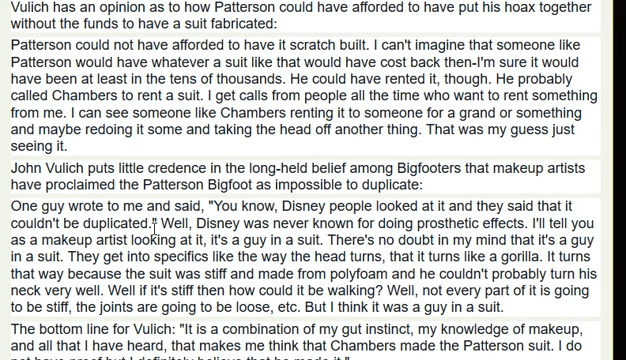 Vulich has an opinion as to how Patterson could have afforded to have put his hoax together
without the funds to have a suit fabricated:
Patterson could not have afforded to have it scratch built. I can't imagine that someone like
Patterson would have whatever a suit like that would have cost back then-I'm sure it would
have been at least in the tens of thousands. He could have rented it, though. He probably
called Chambers to rent a suit. I get calls from people all the time who want to rent something
from me. I can see someone like Chambers renting it to someone for a grand or something
and maybe redoing it some and taking the head off another thing. That was my guess just
seeing it.
John Vulich puts little credence in the long-held belief among Bigfooters that makeup artists
have proclaimed the Patterson Bigfoot as impossible to duplicate:
One guy wrote to me and said, "You know, Disney people looked at it and they said that it
couldn't be duplicated." Well, Disney was never known for doing prosthetic effects. I'll tell you
as a makeup artist looking at it, it's a guy in a suit. There's no doubt in my mind that it's a guy
in a suit. They get into specifics like the way the head turns, that it turns like a gorilla. It turns
that way because the suit was stiff and made from polyfoam and he couldn't probably turn his
neck very well. Well if it's stiff then how could it be walking? Well, not every part of it is going
to be stiff, the joints are going to be loose, etc. But I think it was a guy in a suit.
The bottom line for Vulich: "It is a combination of my gut instinct, my knowledge of makeup,
and all that I have heard, that makes me think that Chambers made the Patterson suit. I do
not have proof but I definitely believe that he made it."